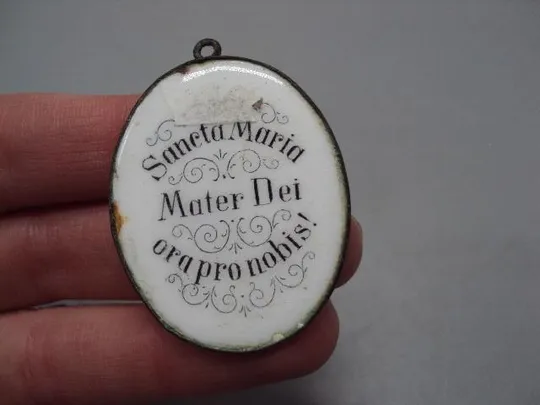 Sancta Maria
Mater Dei
ora pro nobis!